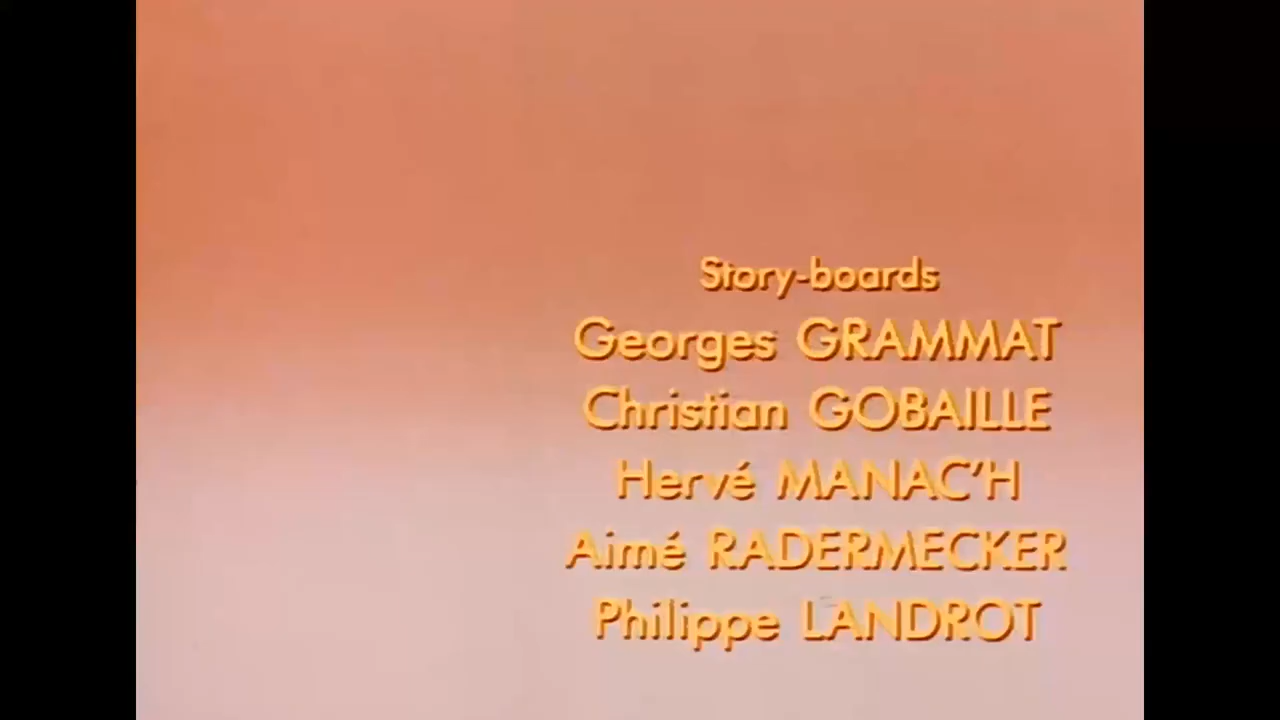 Story-boards
Georges GRAMMAT
Christian GOBAILLE
Hervé MANAC'H
Aimé RADERMECKER
Philippe LANDROT